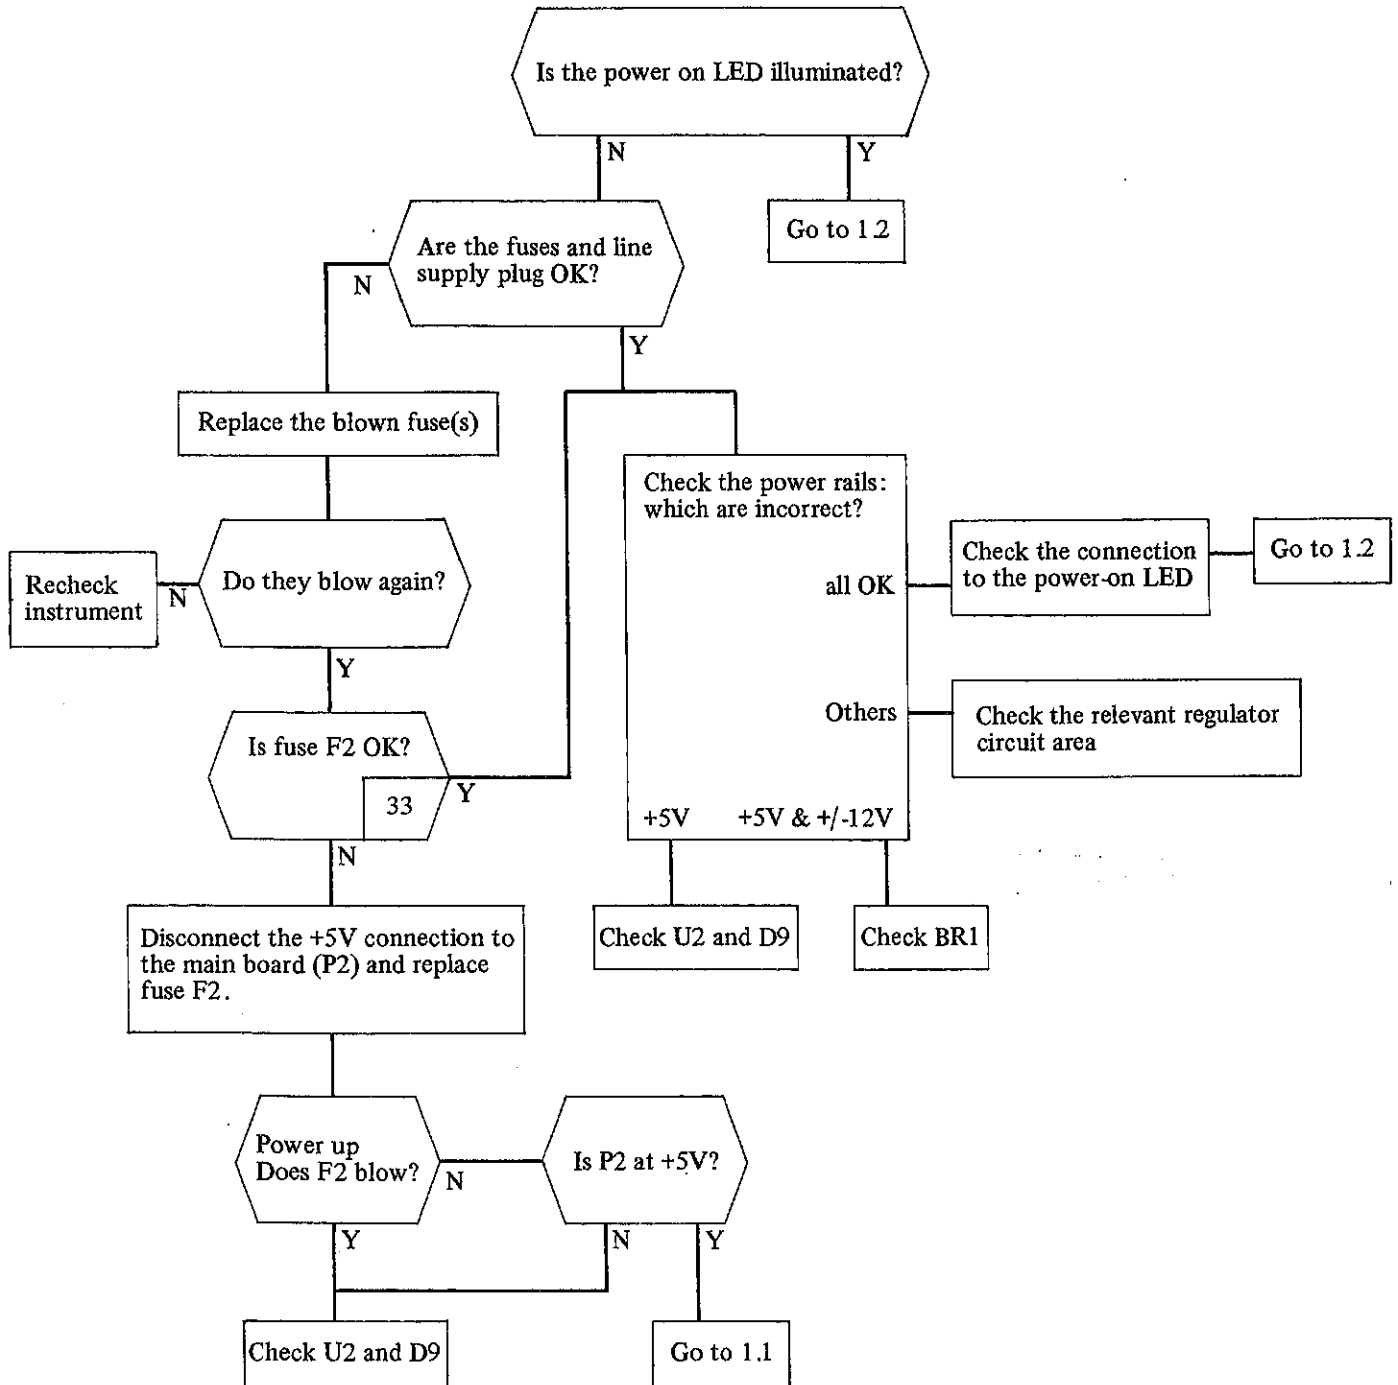 Is the power on LED illuminated?
N
Y
Go to 1.2
Are the fuses and line
supply plug OK?
N
Y
Replace the blown fuse(s)
Check the power rails:
which are incorrect?
all OK
Check the connection
to the power-on LED
Go to 1.2
Do they blow again?
N
Recheck
instrument
Y
Others
Check the relevant regulator
circuit area
Is fuse F2 OK?
33
Y
N
+5V
+5V & +/-12V
Check U2 and D9
Check BR1
Disconnect the +5V connection to
the main board (P2) and replace
fuse F2.
Power up
Does F2 blow?
N
Is P2 at +5V?
Y
N
Y
Check U2 and D9
Go to 1.1